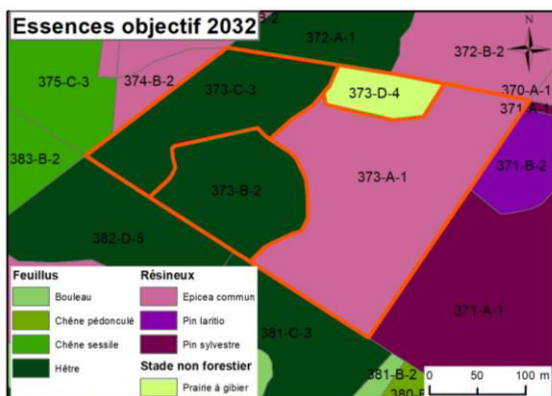 Essences objectif 2032
N
372-A-1
372-B-2
375-C-3
374-B-2
373-C-3
373-D-4
370-A-1
371-A-1
383-B-2
373-B-2
373-A-1
371-B-2
382-D-5
371-A-1
381-C-3
381-B-2
Feuillus
Bouleau
Chêne pédonculé
Chêne sessile
Hêtre
Résineux
Epicea commun
Pin laritio
Pin sylvestre
Stade non forestier
Prairie à gibier
0 50 100 m